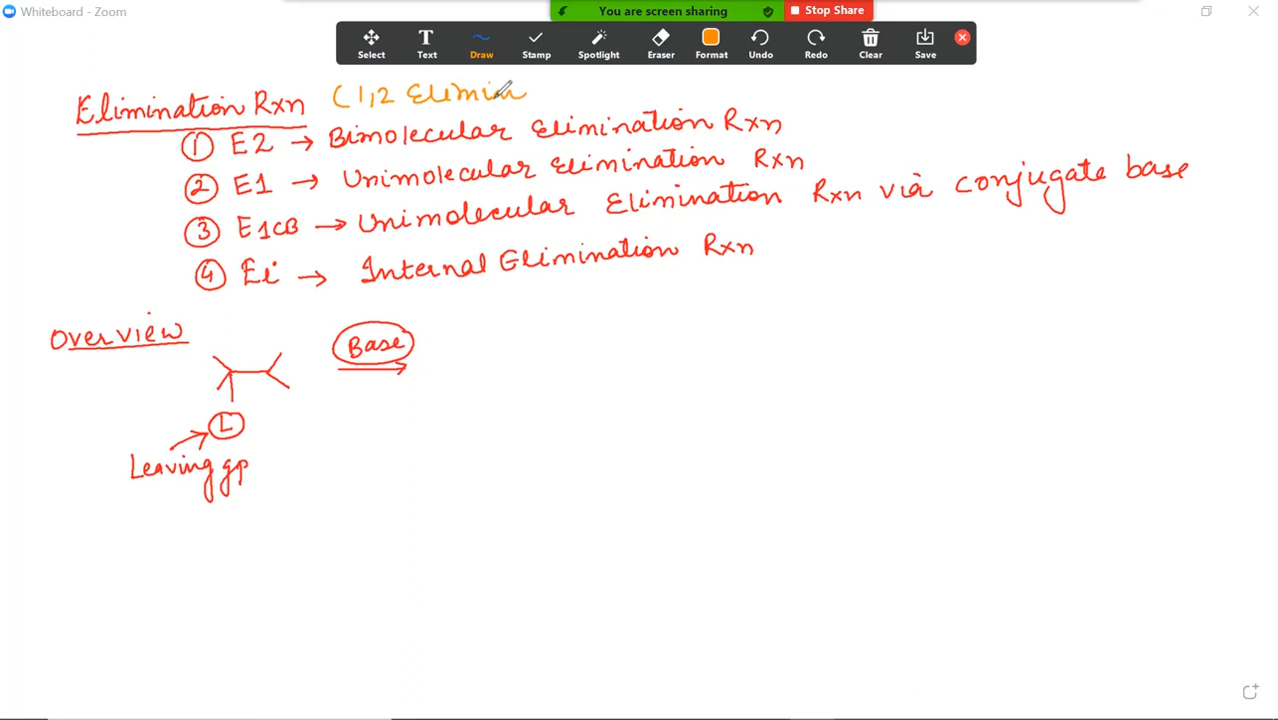 Whiteboard - Zoom
You are screen sharing Stop Share
Select Text Draw Stamp Spotlight Eraser Format Undo Redo Clear Save
Elimination Rxn (1,2 Elimin
① E2 → Bimolecular Elimination Rxn
② E1 → Unimolecular Elimination Rxn
③ E1CB → Unimolecular Elimination Rxn via conjugate base
④ Ei → Internal Elimination Rxn
Overview
Base
L
Leaving gp